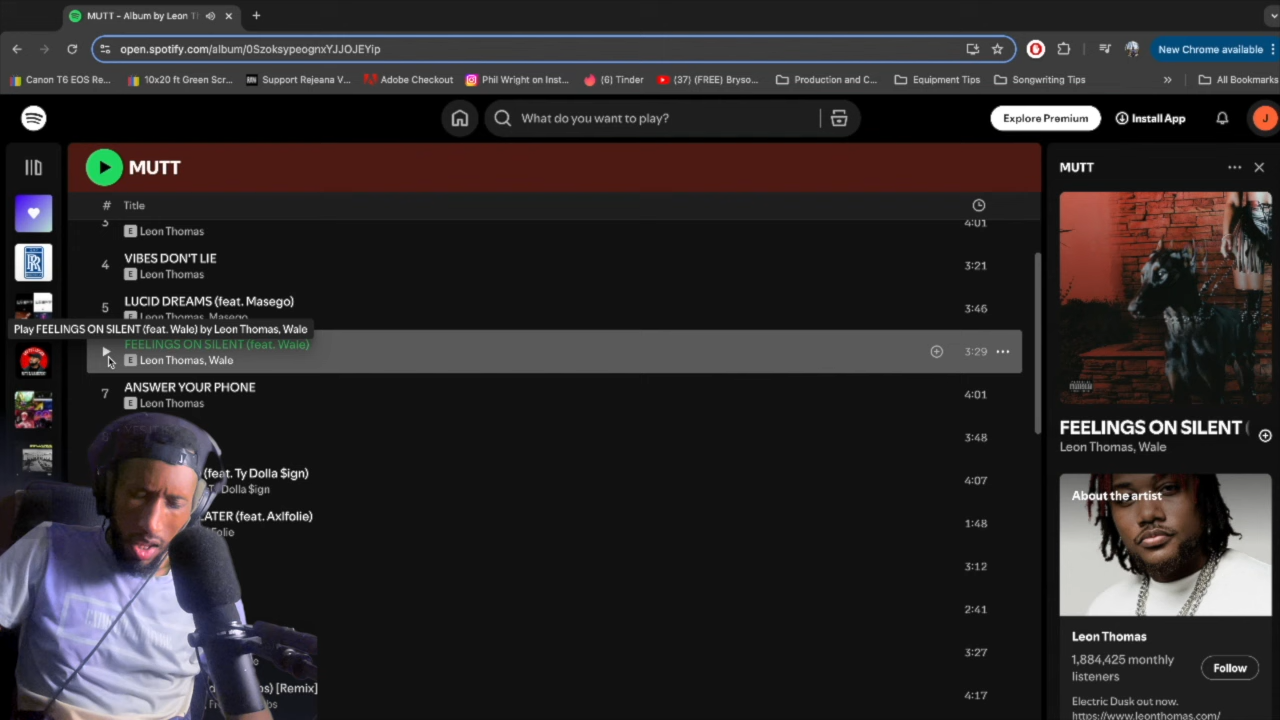 MUTT - Album by Leon T
open.spotify.com/album/0SzoksypeognxYJJOJEYip
New Chrome available
Canon T6 EOS Re...
10x20 ft Green Scr...
Support Rejeana V...
Adobe Checkout
Phil Wright on Inst...
(6) Tinder
(37) (FREE) Bryso...
Production and C...
Equipment Tips
Songwriting Tips
All Bookmarks
What do you want to play?
Explore Premium
Install App
J
MUTT
# Title
3
E Leon Thomas
4:01
4 VIBES DON'T LIE
E Leon Thomas
3:21
5 LUCID DREAMS (feat. Masego)
E Leon Thomas, Masego
3:46
Play FEELINGS ON SILENT (feat. Wale) by Leon Thomas, Wale
FEELINGS ON SILENT (feat. Wale)
E Leon Thomas, Wale
3:29
7 ANSWER YOUR PHONE
E Leon Thomas
4:01
3:48
(feat. Ty Dolla $ign)
Dolla $ign
4:07
ATER (feat. Axlfolie)
Folie
1:48
3:12
2:41
3:27
[Remix]
4:17
MUTT
FEELINGS ON SILENT (
Leon Thomas, Wale
About the artist
Leon Thomas
1,884,425 monthly
listeners
Follow
Electric Dusk out now.
https://www.leonthomas.com/